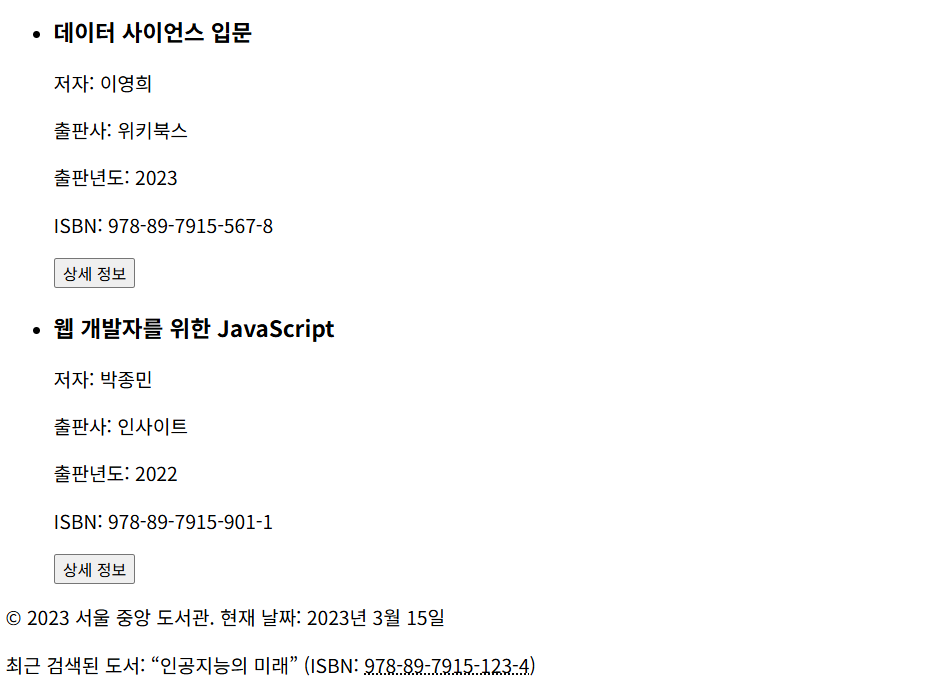 데이터 사이언스 입문
저자: 이영희
출판사: 위키북스
출판년도: 2023
ISBN: 978-89-7915-567-8
상세 정보
웹 개발자를 위한 JavaScript
저자: 박종민
출판사: 인사이트
출판년도: 2022
ISBN: 978-89-7915-901-1
상세 정보
© 2023 서울 중앙 도서관. 현재 날짜: 2023년 3월 15일
최근 검색된 도서: “인공지능의 미래” (ISBN: 978-89-7915-123-4)